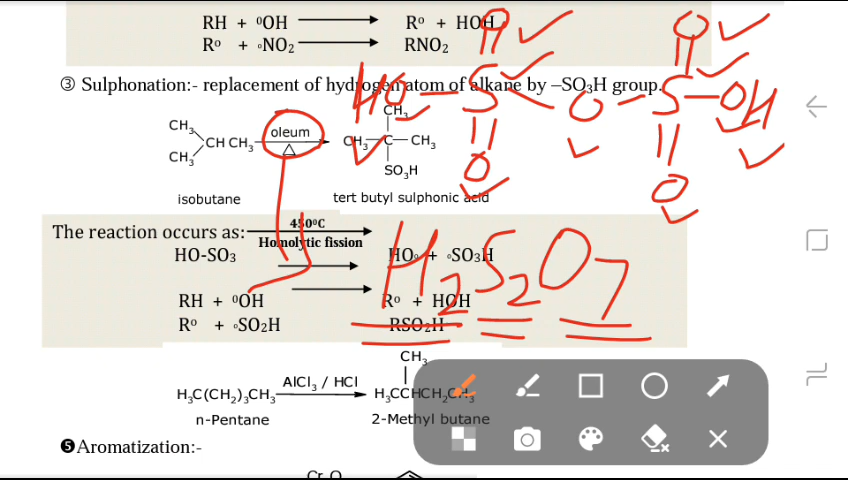 RH + ⁰OH ⟶ R⁰ + HOH
R⁰ + ◦NO₂ ⟶ RNO₂
③ Sulphonation:- replacement of hydrogen atom of alkane by –SO₃H group.
O O
HO – S – O – S – OH
O O
CH₃
CH₃ CH CH₃ oleum △ CH₃ – C – CH₃
CH₃
SO₃H
isobutane tert butyl sulphonic acid
The reaction occurs as:- 450⁰C
Homolytic fission
HO-SO₃ HO◦ + ◦SO₃H
H₂S₂O₇
RH + ⁰OH R⁰ + HOH
R⁰ + ◦SO₂H RSO₂H
CH₃
H₃C(CH₂)₃CH₃ AlCl₃ / HCl H₃CCHCH₂CH₃
n-Pentane 2-Methyl butane
❺Aromatization:-